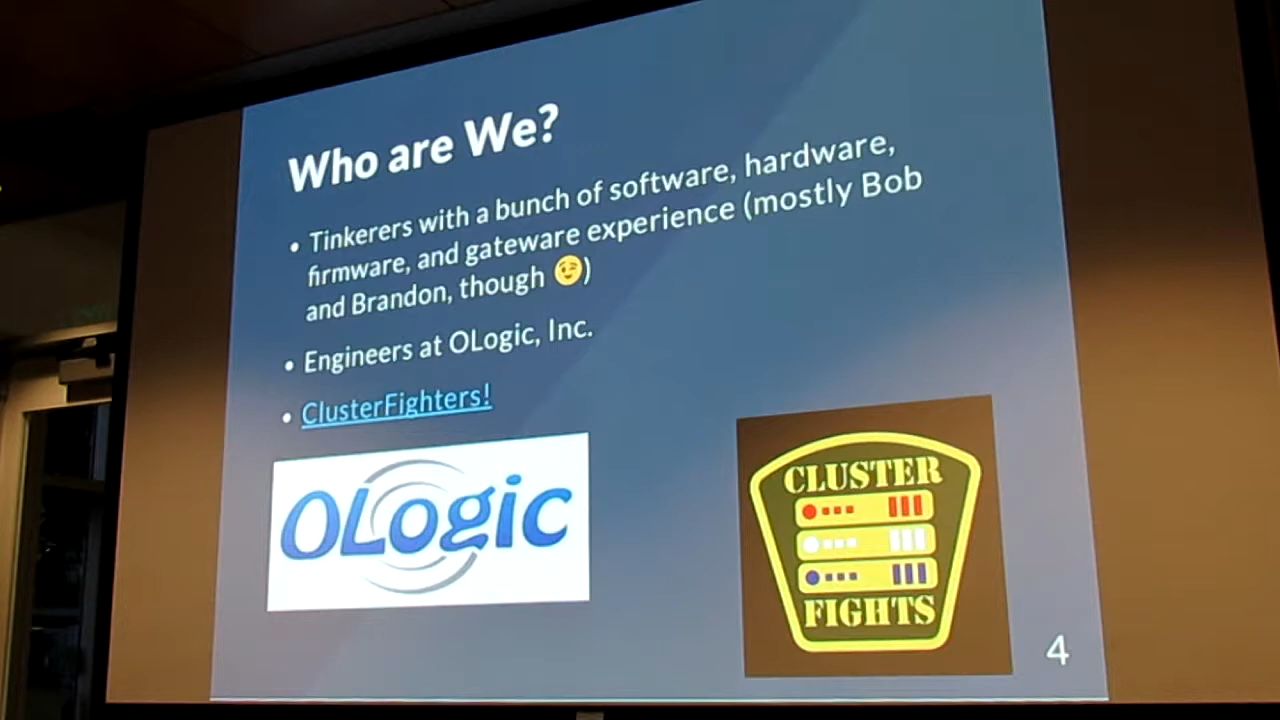 Who are We?
• Tinkerers with a bunch of software, hardware,
firmware, and gateware experience (mostly Bob
and Brandon, though 😉)
• Engineers at OLogic, Inc.
• ClusterFighters!
OLogic
CLUSTER
FIGHTS
4